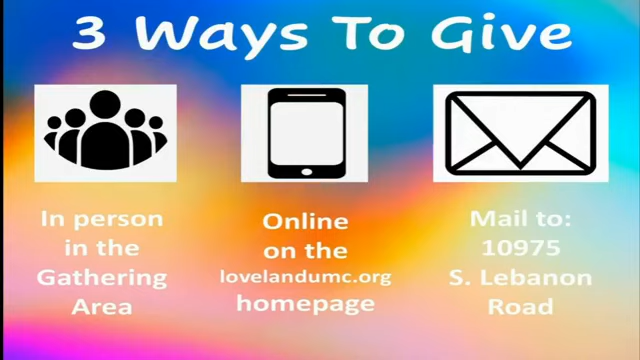 3 Ways To Give
In person
in the
Gathering
Area
Online
on the
lovelandumc.org
homepage
Mail to:
10975
S. Lebanon
Road